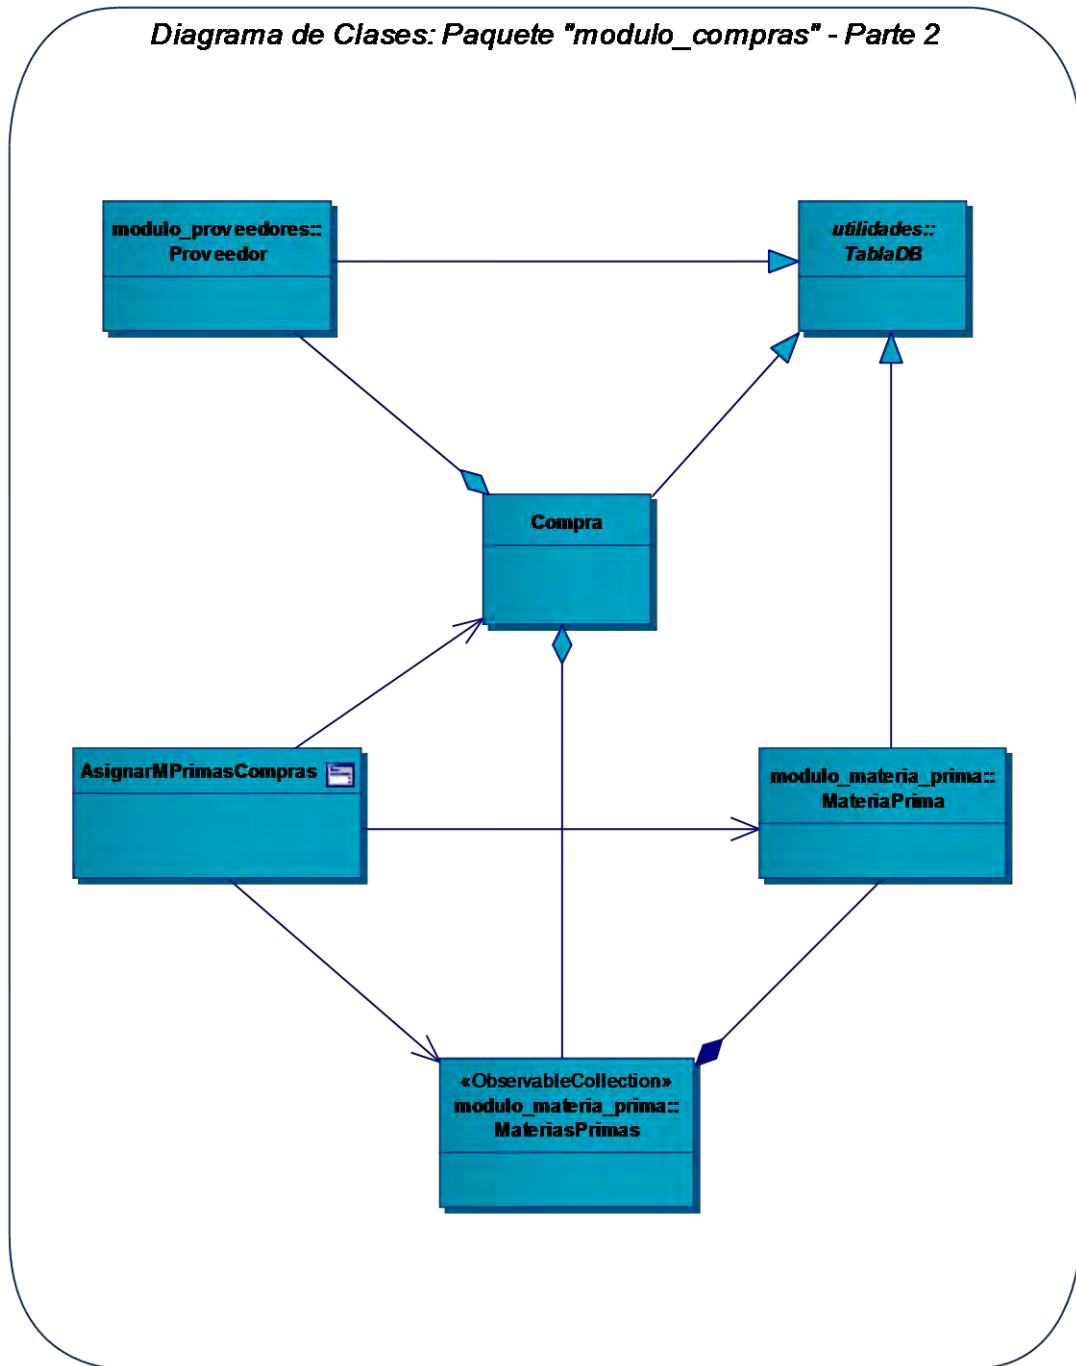 Diagrama de Clases: Paquete "modulo_compras" - Parte 2
modulo_proveedores::
Proveedor
utilidades::
TablaDB
Compra
AsignarMPrimasCompras
modulo_materia_prima::
MateriaPrima
«ObservableCollection»
modulo_materia_prima::
MateriasPrimas